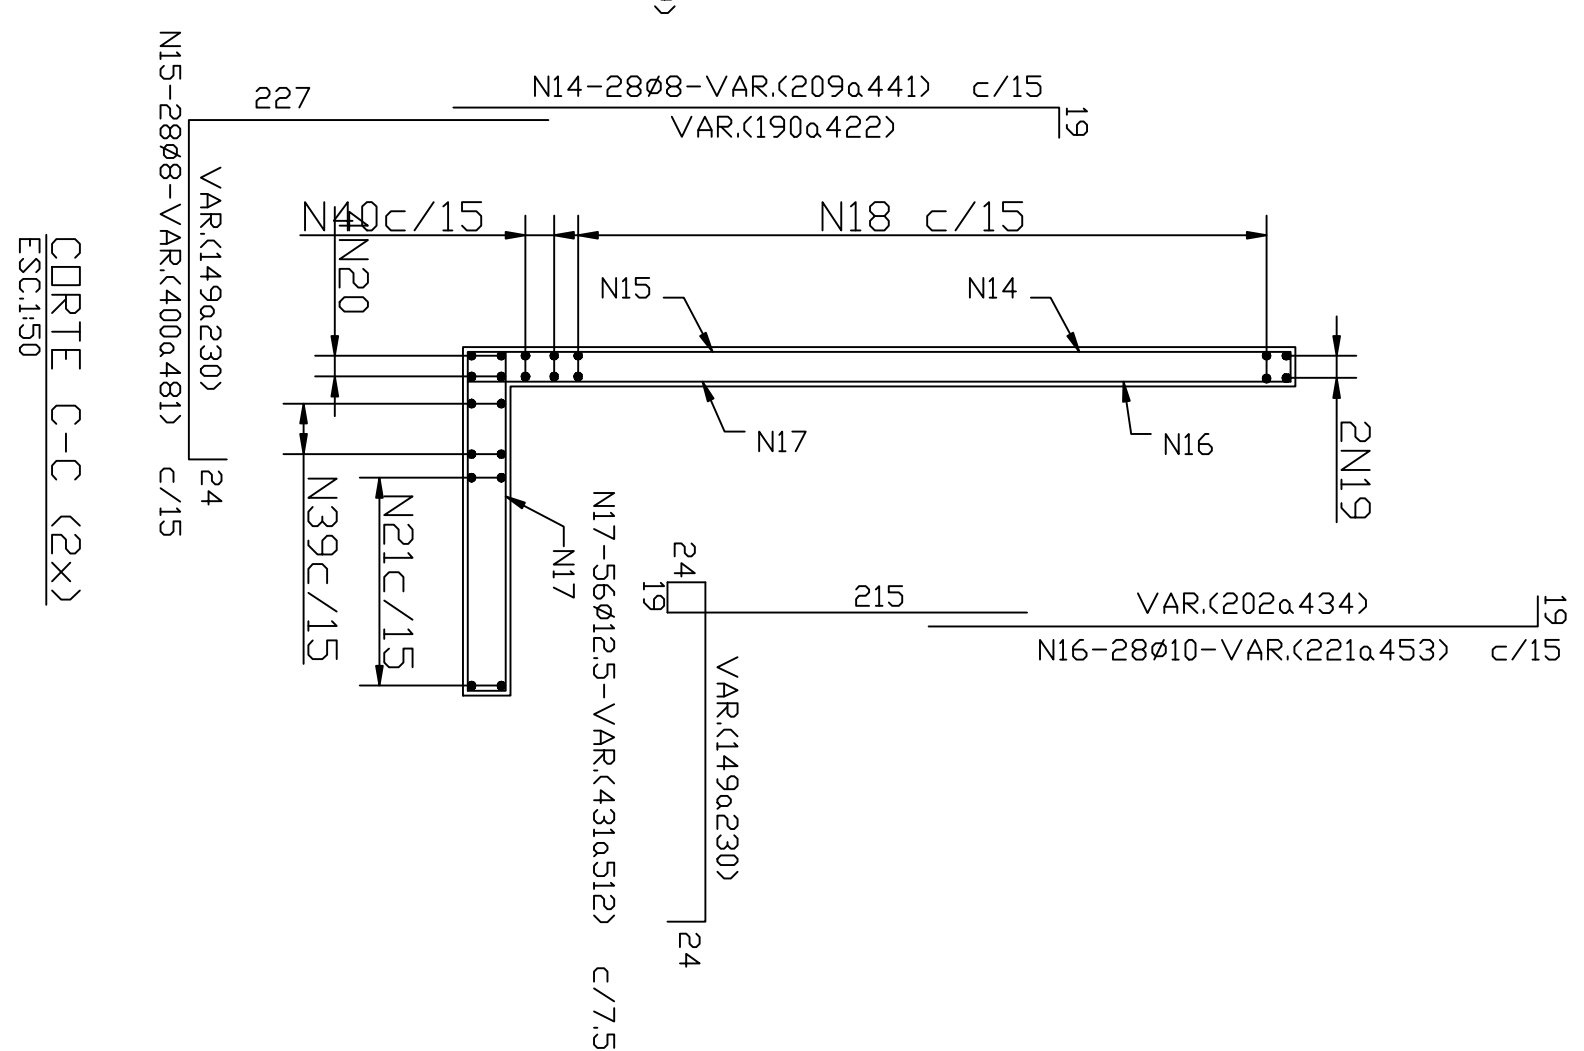 N14-28ø8-VAR.(209a441) c/15
VAR.(190a422)
19
227
N15-28ø8-VAR.(400a481) c/15
VAR.(149a230)
24
N40c/15
4N20
N18 c/15
N15
N14
N17
N16
2N19
N39c/15
N21c/15
N17
N17-56ø12.5-VAR.(431a512) c/7.5
24
19
215
VAR.(149a230)
24
VAR.(202a434)
19
N16-28ø10-VAR.(221a453) c/15
CORTE C-C (2x)
ESC.1:50